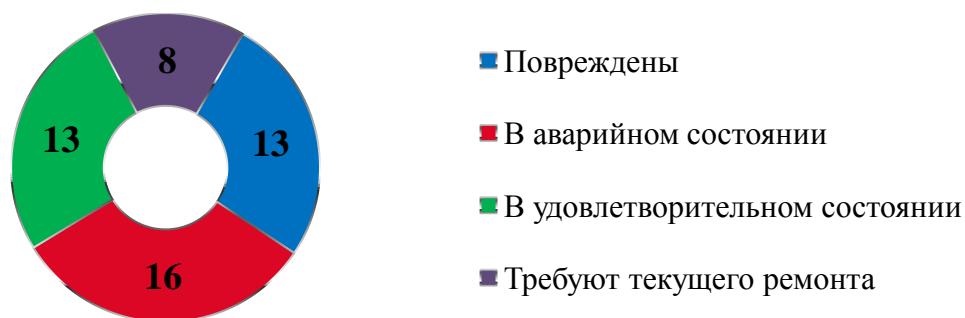 8
13
13
16
Повреждены
В аварийном состоянии
В удовлетворительном состоянии
Требуют текущего ремонта